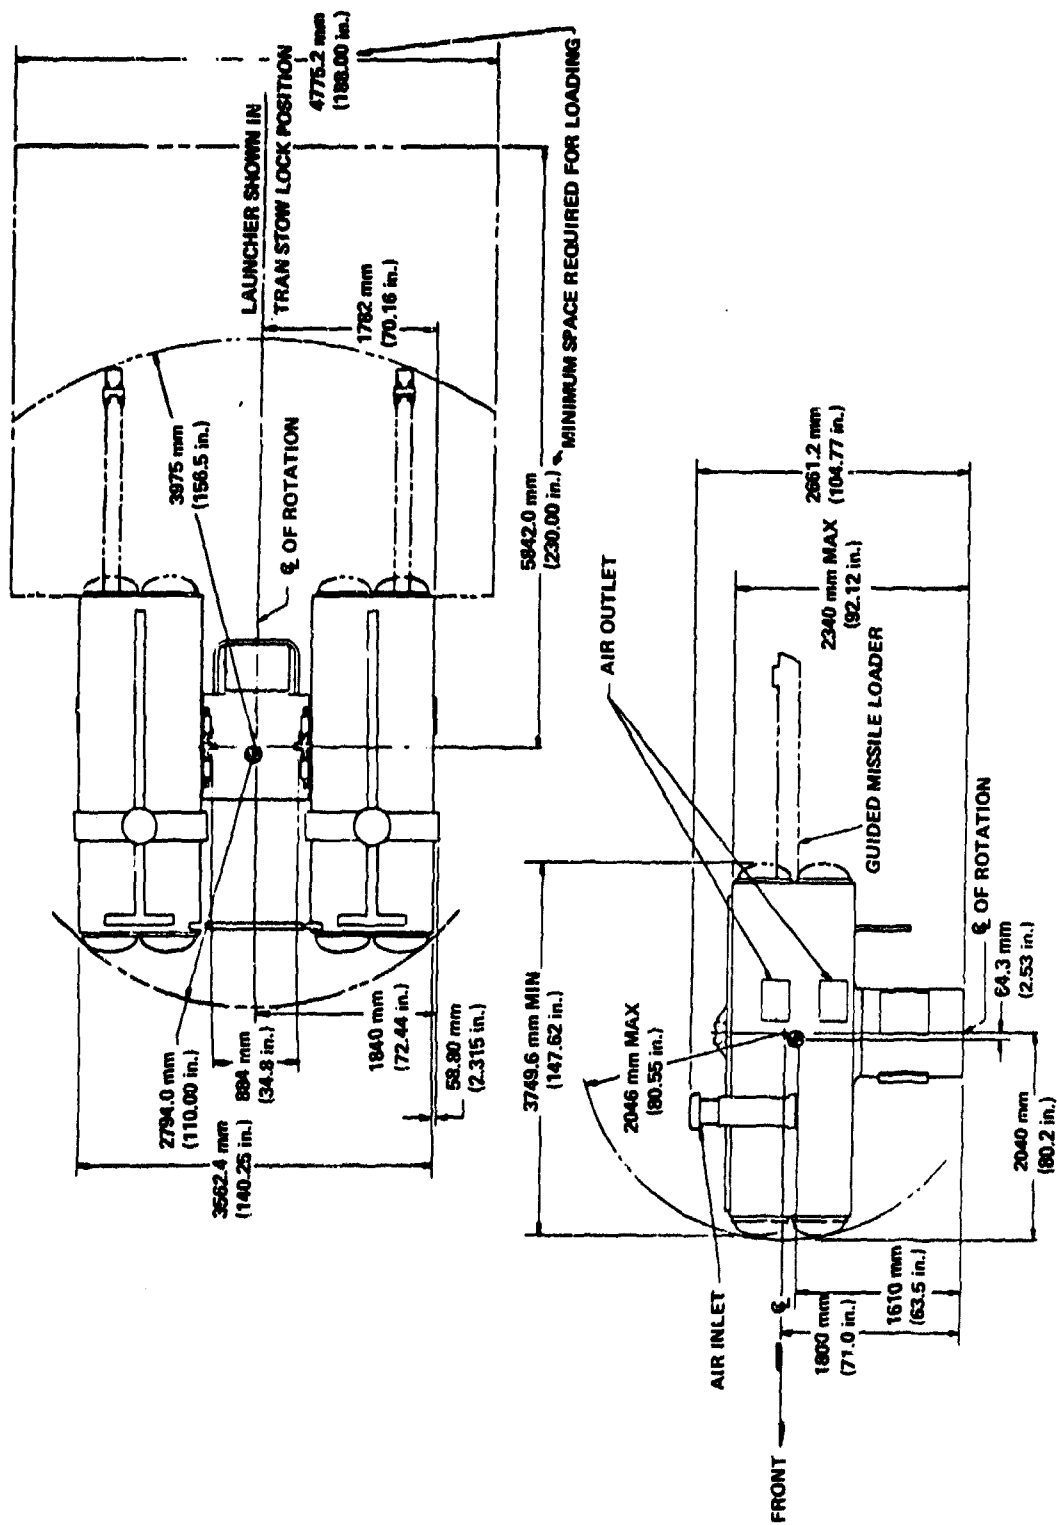 4775.2 mm
(188.00 in.)
LAUNCHER SHOWN IN
TRAN STOW LOCK POSITION
1782 mm
(70.16 in.)
MINIMUM SPACE REQUIRED FOR LOADING
3975 mm
(156.5 in.)
℄ OF ROTATION
5842.0 mm
(230.00 in.)
2794.0 mm
(110.00 in.)
884 mm
(34.8 in.)
1840 mm
(72.44 in.)
58.80 mm
(2.315 in.)
3562.4 mm
(140.25 in.)
2661.2 mm
(104.77 in.)
2340 mm MAX
(92.12 in.)
AIR OUTLET
GUIDED MISSILE LOADER
℄ OF ROTATION
64.3 mm
(2.53 in.)
3749.6 mm MIN
(147.62 in.)
2046 mm MAX
(80.55 in.)
2040 mm
(80.2 in.)
AIR INLET
℄
1610 mm
(63.5 in.)
1800 mm
(71.0 in.)
FRONT